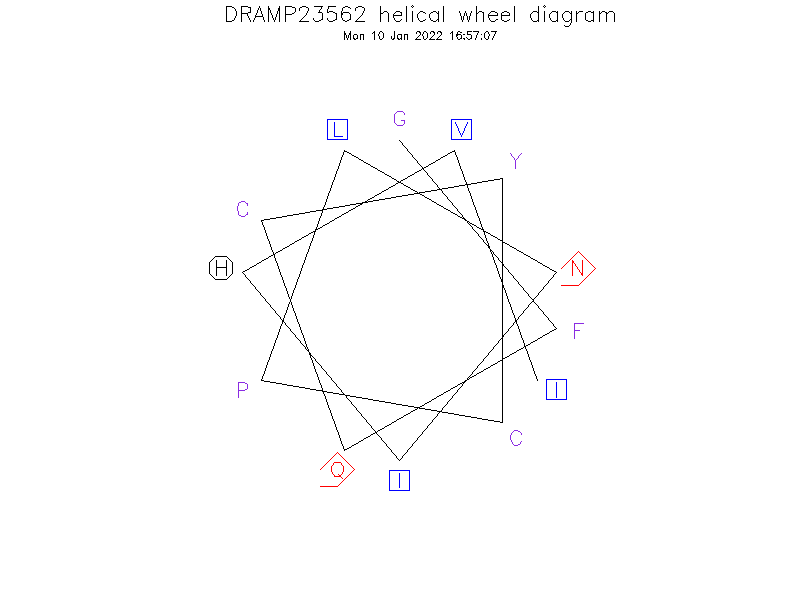 DRAMP23562 helical wheel diagram
Mon 10 Jan 2022 16:57:07
L G V
Y
C
H N
F
P I
C
Q
I